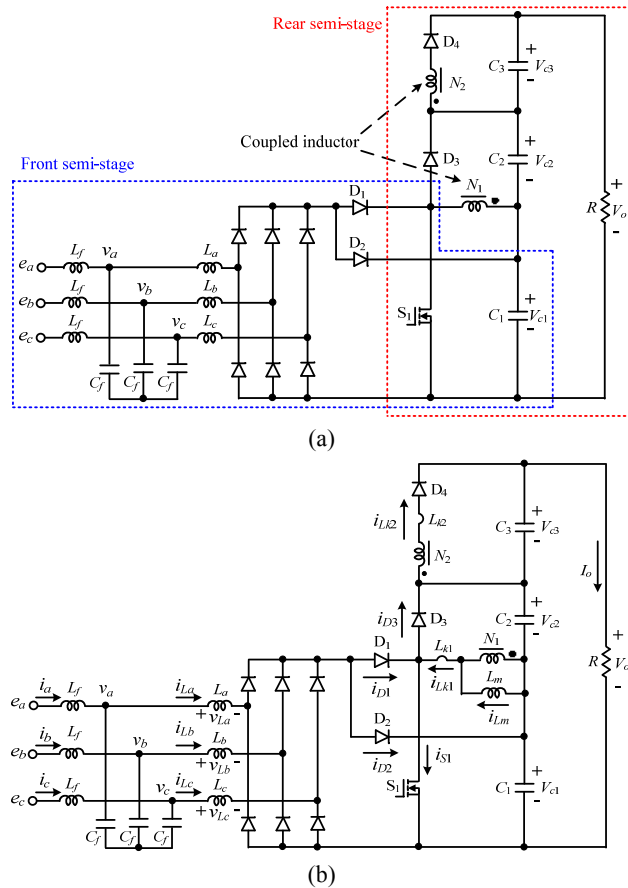 Rear semi-stage
D4
N2
C3 + Vc3 -
Coupled inductor
Front semi-stage
D3
C2 + Vc2 -
D1
N1
R + Vo -
Lf va La
ea
D2
Lf vb Lb
eb
S1
C1 + Vc1 -
Lf vc Lc
ec
Cf Cf Cf
(a)
D4
iLk2 Lk2
C3 + Vc3 -
N2
Io
iD3 D3
C2 + Vc2 -
D1
Lk1 N1
iD1 iLk1 Lm
R + Vo -
ia Lf va iLa La
ea + vLa -
D2
iLm
ib Lf vb iLb Lb
eb + vLb -
iD2 iS1
ic Lf vc iLc Lc
S1
C1 + Vc1 -
ec + vLc -
Cf Cf Cf
(b)